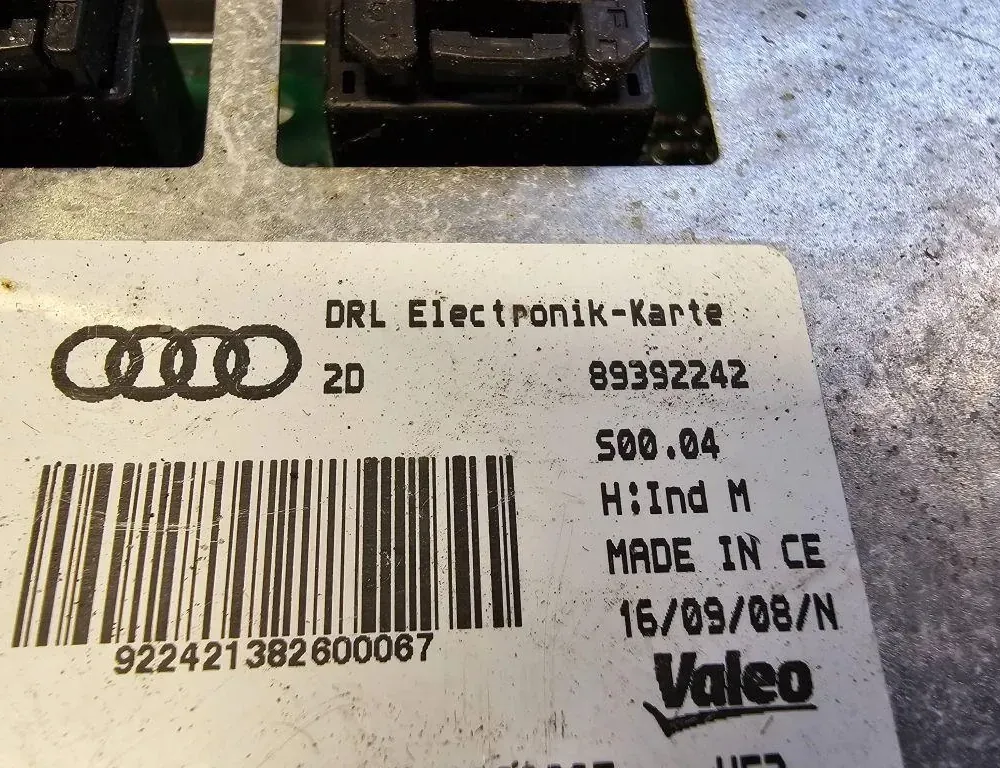 DRL Electronik-Karte
2D 89392242
S00.04
H:Ind M
MADE IN CE
16/09/08/N
922421382600067
Valeo